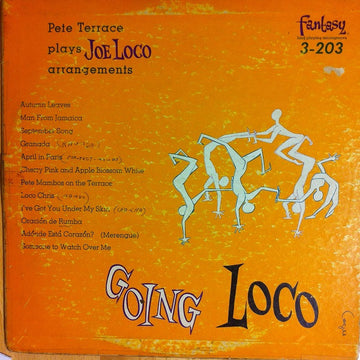 Pete Terrace
plays JOE LOCO
arrangements
Fantasy
3-203
Autumn Leaves
Man From Jamaica
September Song
Granada
April in Paris
Cherry Pink and Apple Blossom White
Pete Mambos on the Terrace
Loco Chris
I've Got You Under My Skin (CHA-CHA)
Oración de Rumba
Adónde Está Corazón? (Merengue)
Someone to Watch Over Me
GOING LOCO